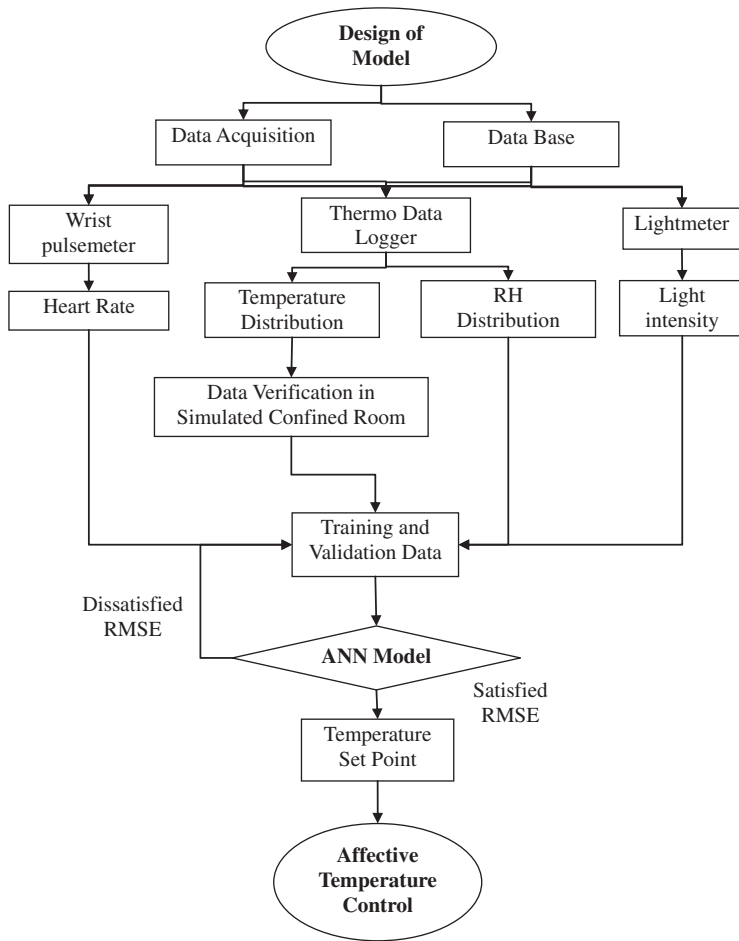 Design of
Model
Data Acquisition
Data Base
Wrist
pulsemeter
Thermo Data
Logger
Lightmeter
Heart Rate
Temperature
Distribution
RH
Distribution
Light
intensity
Data Verification in
Simulated Confined Room
Training and
Validation Data
Dissatisfied
RMSE
ANN Model
Satisfied
RMSE
Temperature
Set Point
Affective
Temperature
Control